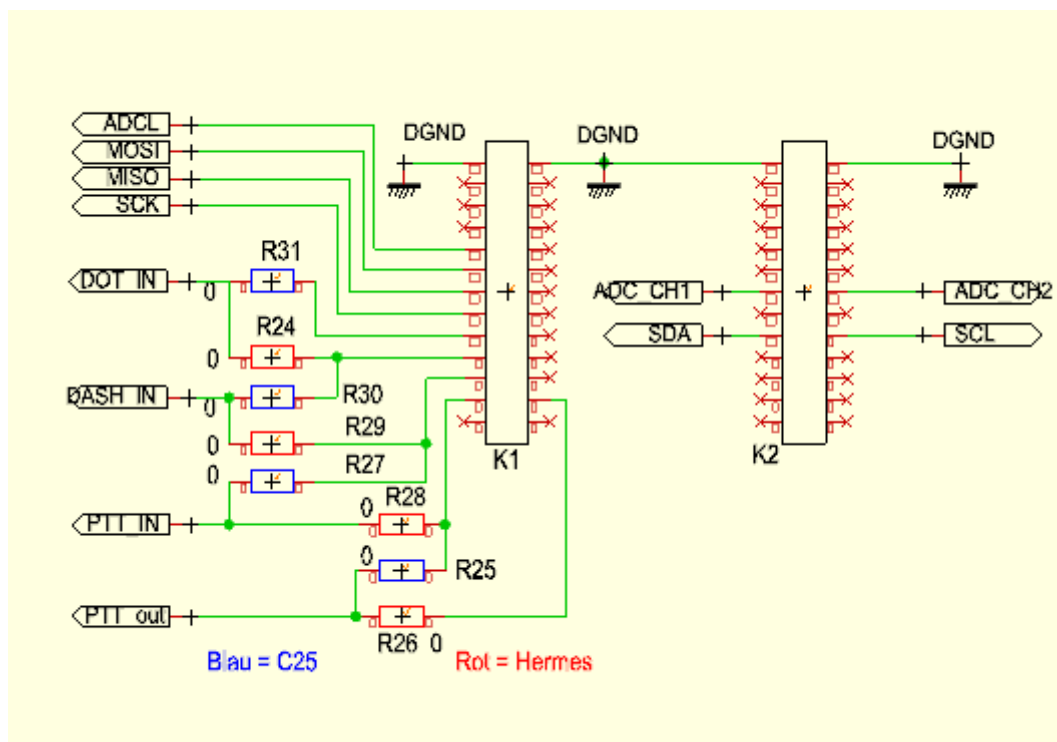 ADCL
MOSI
MISO
SCK
DGND
DGND
DGND
R31
DOT_IN
0
R24
0
ADC_CH1
ADC_CH2
SDA
SCL
DASH_IN
0
R30
0
R29
0
R27
K1
K2
R28
0
PTT_IN
0
R25
PTT_out
R26 0
Blau = C25
Rot = Hermes